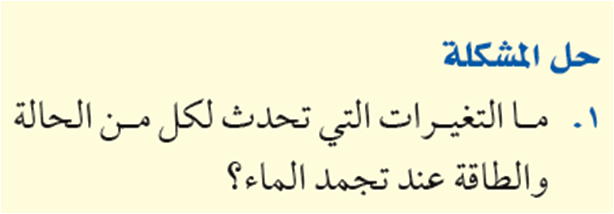 حل المشكلة
١. ما التغيرات التي تحدث لكل من الحالة
والطاقة عند تجمد الماء؟